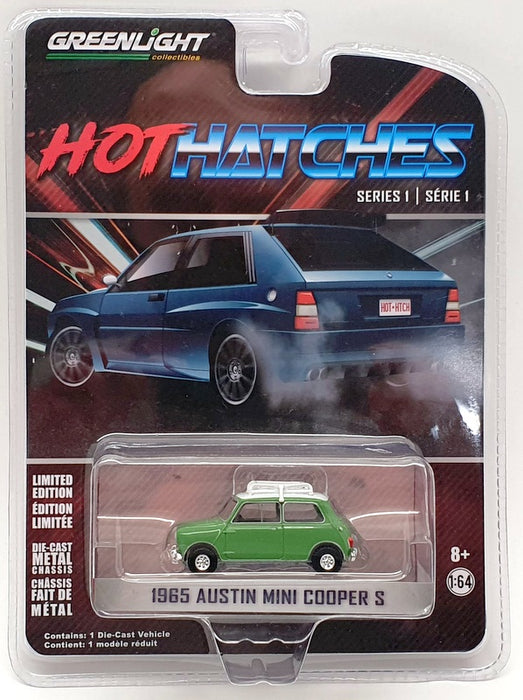 GREENLIGHT
collectibles
HOT HATCHES
SERIES 1 | SÉRIE 1
HOT•HTCH
LIMITED
EDITION
ÉDITION
LIMITÉE
DIE-CAST
METAL
CHASSIS
CHÂSSIS
FAIT DE
MÉTAL
8+
1:64
1965 AUSTIN MINI COOPER S
Contains: 1 Die-Cast Vehicle
Contient: 1 modèle réduit